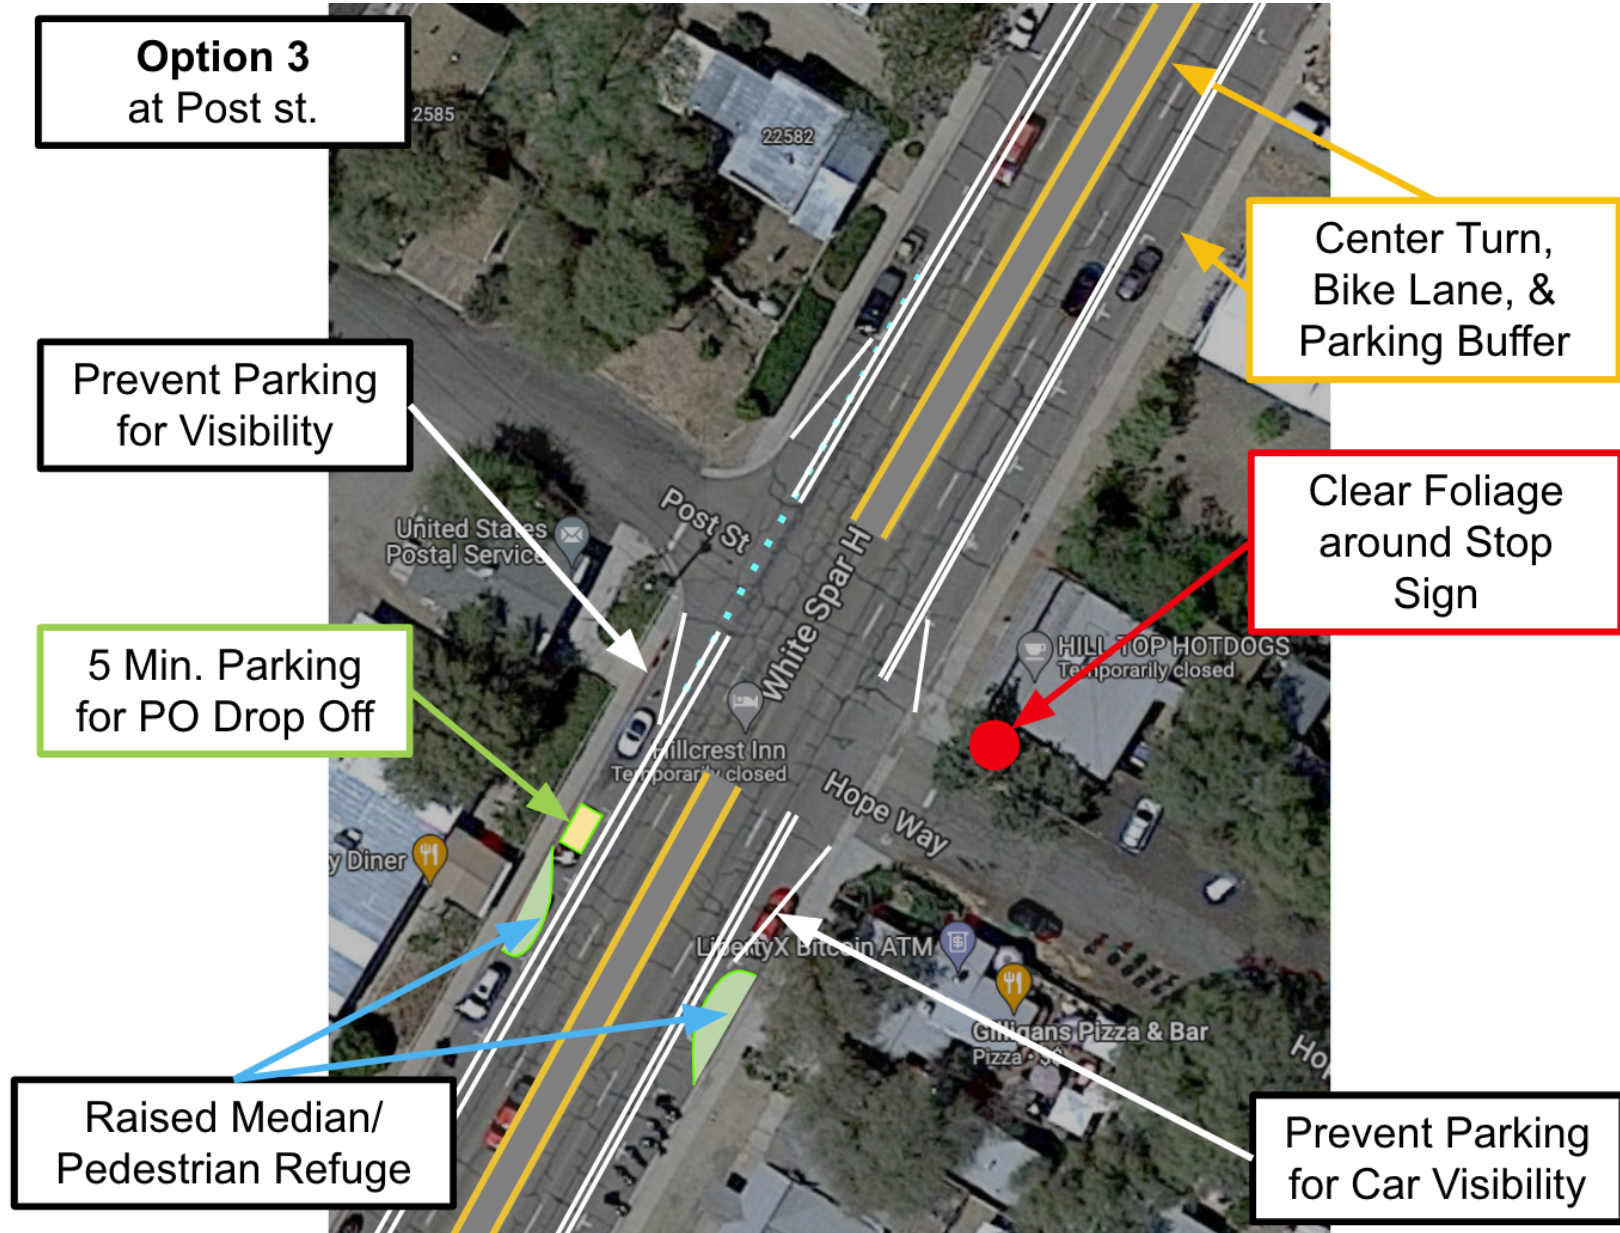 Option 3
at Post st.
2585
22582
Center Turn,
Bike Lane, &
Parking Buffer
Prevent Parking
for Visibility
Clear Foliage
around Stop
Sign
Post St
United States
Postal Service
White Spar H
HILL TOP HOTDOGS
Temporarily closed
5 Min. Parking
for PO Drop Off
Hillcrest Inn
Temporarily closed
Hope Way
y Diner
LibertyX Bitcoin ATM
Gilligans Pizza & Bar
Pizza · $$
Ho
Raised Median/
Pedestrian Refuge
Prevent Parking
for Car Visibility